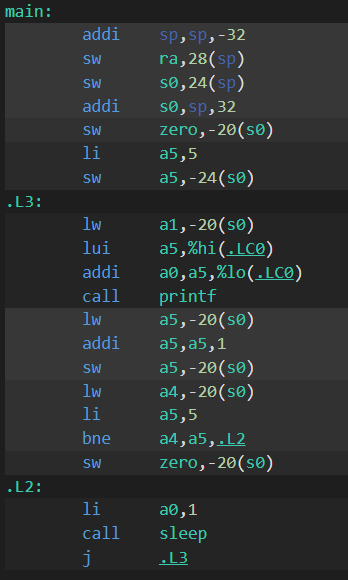 main:
        addi    sp,sp,-32
        sw      ra,28(sp)
        sw      s0,24(sp)
        addi    s0,sp,32
        sw      zero,-20(s0)
        li      a5,5
        sw      a5,-24(s0)
.L3:
        lw      a1,-20(s0)
        lui     a5,%hi(.LC0)
        addi    a0,a5,%lo(.LC0)
        call    printf
        lw      a5,-20(s0)
        addi    a5,a5,1
        sw      a5,-20(s0)
        lw      a4,-20(s0)
        li      a5,5
        bne     a4,a5,.L2
        sw      zero,-20(s0)
.L2:
        li      a0,1
        call    sleep
        j       .L3